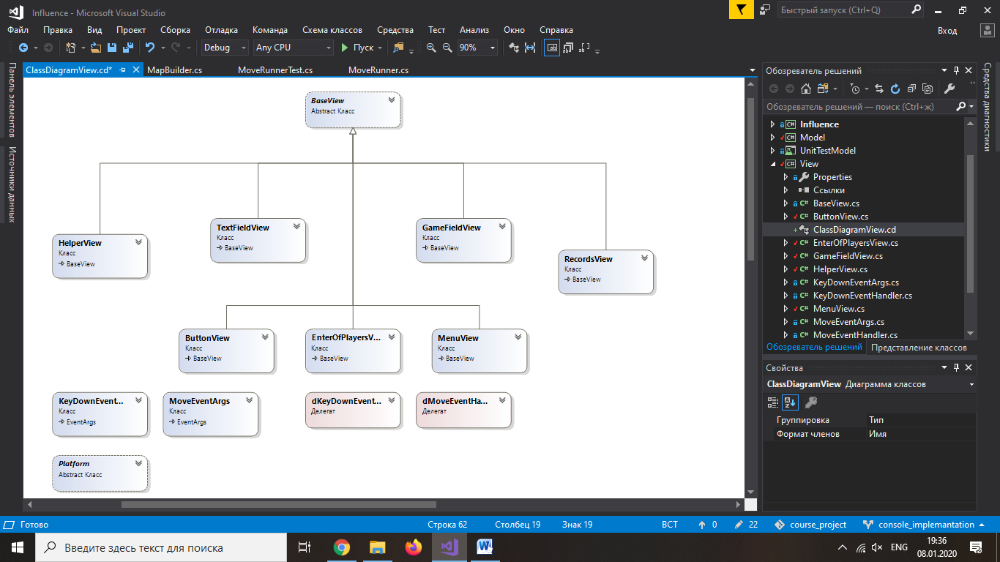 Influence - Microsoft Visual Studio
Быстрый запуск (Ctrl+Q)
Файл Правка Вид Проект Сборка Отладка Команда Схема классов Средства Тест Анализ Окно Справка
Вход
Debug Any CPU Пуск 90%
Панель элементов
Источники данных
ClassDiagramView.cd* MapBuilder.cs MoveRunnerTest.cs MoveRunner.cs
BaseView
Abstract Класс
TextFieldView
Класс
BaseView
GameFieldView
Класс
BaseView
HelperView
Класс
BaseView
RecordsView
Класс
BaseView
ButtonView
Класс
BaseView
EnterOfPlayersV...
Класс
BaseView
MenuView
Класс
BaseView
KeyDownEvent...
Класс
EventArgs
MoveEventArgs
Класс
EventArgs
dKeyDownEvent...
Делегат
dMoveEventHa...
Делегат
Platform
Abstract Класс
Обозреватель решений
Обозреватель решений — поиск (Ctrl+ж)
Influence
Model
UnitTestModel
View
Properties
Ссылки
BaseView.cs
ButtonView.cs
ClassDiagramView.cd
EnterOfPlayersView.cs
GameFieldView.cs
HelperView.cs
KeyDownEventArgs.cs
KeyDownEventHandler.cs
MenuView.cs
MoveEventArgs.cs
MoveEventHandler.cs
Обозреватель решений Представление классов
Свойства
ClassDiagramView Диаграмма классов
Группировка Тип
Формат членов Имя
Средства диагностики
Готово Строка 62 Столбец 19 Знак 19 ВСТ 0 22 course_project console_implemantation
Введите здесь текст для поиска
ENG
19:36
08.01.2020